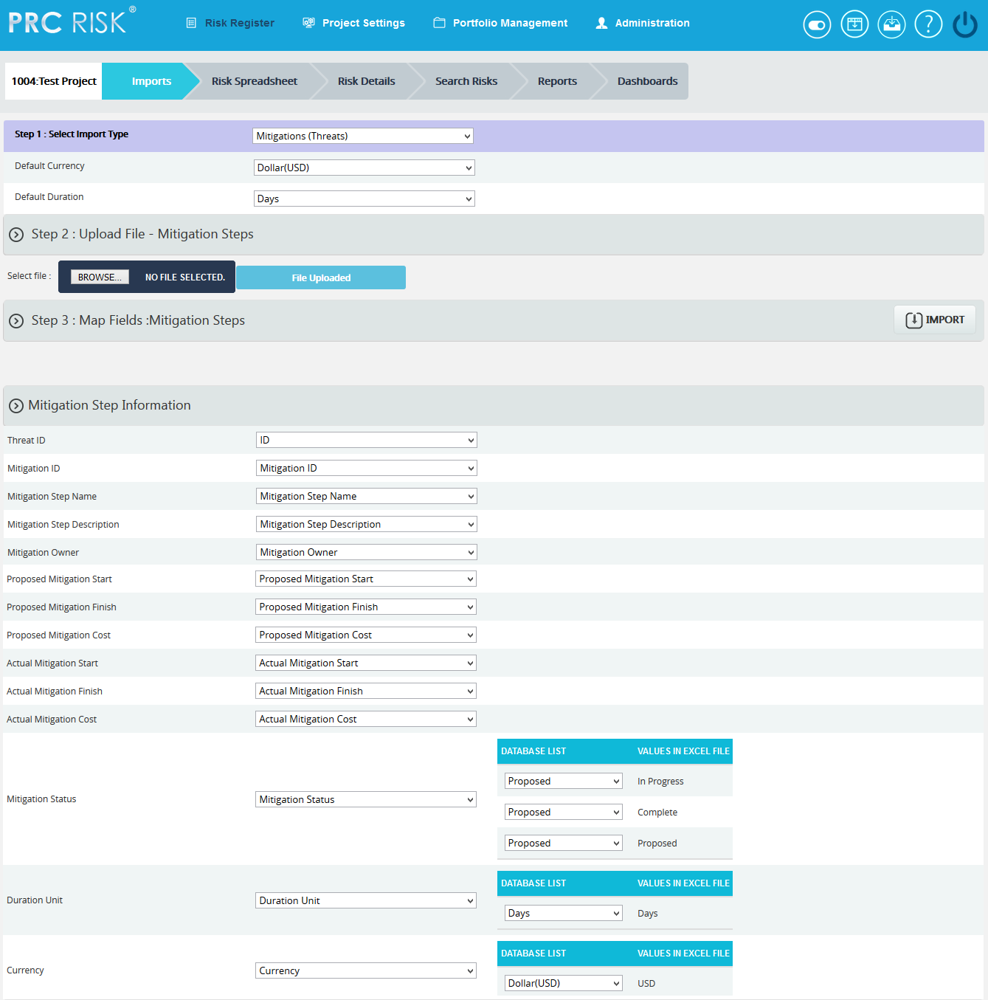 PRC RISK®
Risk Register Project Settings Portfolio Management Administration
?
1004:Test Project Imports Risk Spreadsheet Risk Details Search Risks Reports Dashboards
Step 1 : Select Import Type Mitigations (Threats)
Default Currency Dollar(USD)
Default Duration Days
Step 2 : Upload File - Mitigation Steps
Select file : BROWSE... NO FILE SELECTED. File Uploaded
Step 3 : Map Fields :Mitigation Steps IMPORT
Mitigation Step Information
Threat ID ID
Mitigation ID Mitigation ID
Mitigation Step Name Mitigation Step Name
Mitigation Step Description Mitigation Step Description
Mitigation Owner Mitigation Owner
Proposed Mitigation Start Proposed Mitigation Start
Proposed Mitigation Finish Proposed Mitigation Finish
Proposed Mitigation Cost Proposed Mitigation Cost
Actual Mitigation Start Actual Mitigation Start
Actual Mitigation Finish Actual Mitigation Finish
Actual Mitigation Cost Actual Mitigation Cost
DATABASE LIST VALUES IN EXCEL FILE
Proposed In Progress
Mitigation Status Mitigation Status
Proposed Complete
Proposed Proposed
DATABASE LIST VALUES IN EXCEL FILE
Duration Unit Duration Unit
Days Days
DATABASE LIST VALUES IN EXCEL FILE
Currency Currency
Dollar(USD) USD